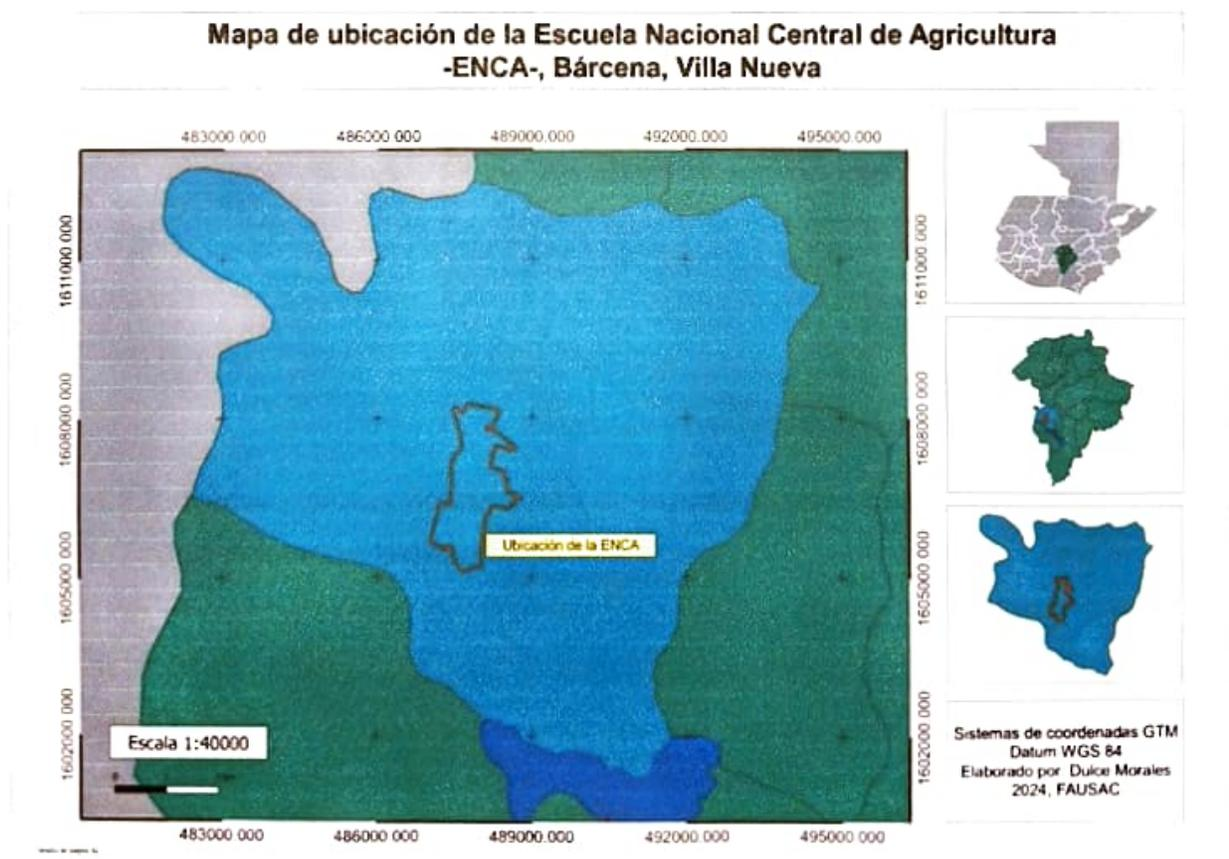 Mapa de ubicación de la Escuela Nacional Central de Agricultura
-ENCA-, Bárcena, Villa Nueva
483000.000 486000.000 489000.000 492000.000 495000.000
1611000.000 1608000.000 1605000.000 1602000.000
Ubicación de la ENCA
Escala 1:40000
0
1611000.000 1608000.000 1605000.000 1602000.000
483000.000 486000.000 489000.000 492000.000 495000.000
Sistemas de coordenadas GTM
Datum WGS 84
Elaborado por Dulce Morales
2024, FAUSAC